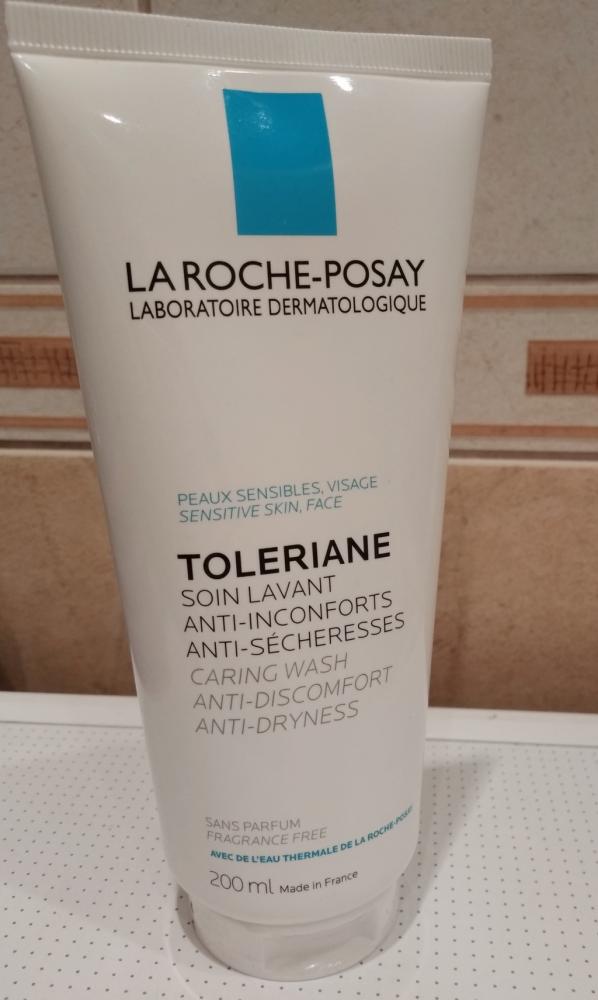 LA ROCHE-POSAY
LABORATOIRE DERMATOLOGIQUE
PEAUX SENSIBLES, VISAGE
SENSITIVE SKIN, FACE
TOLERIANE
SOIN LAVANT
ANTI-INCONFORTS
ANTI-SÉCHERESSES
CARING WASH
ANTI-DISCOMFORT
ANTI-DRYNESS
SANS PARFUM
FRAGRANCE FREE
AVEC DE L'EAU THERMALE DE LA ROCHE-POSAY
200 ml Made in France